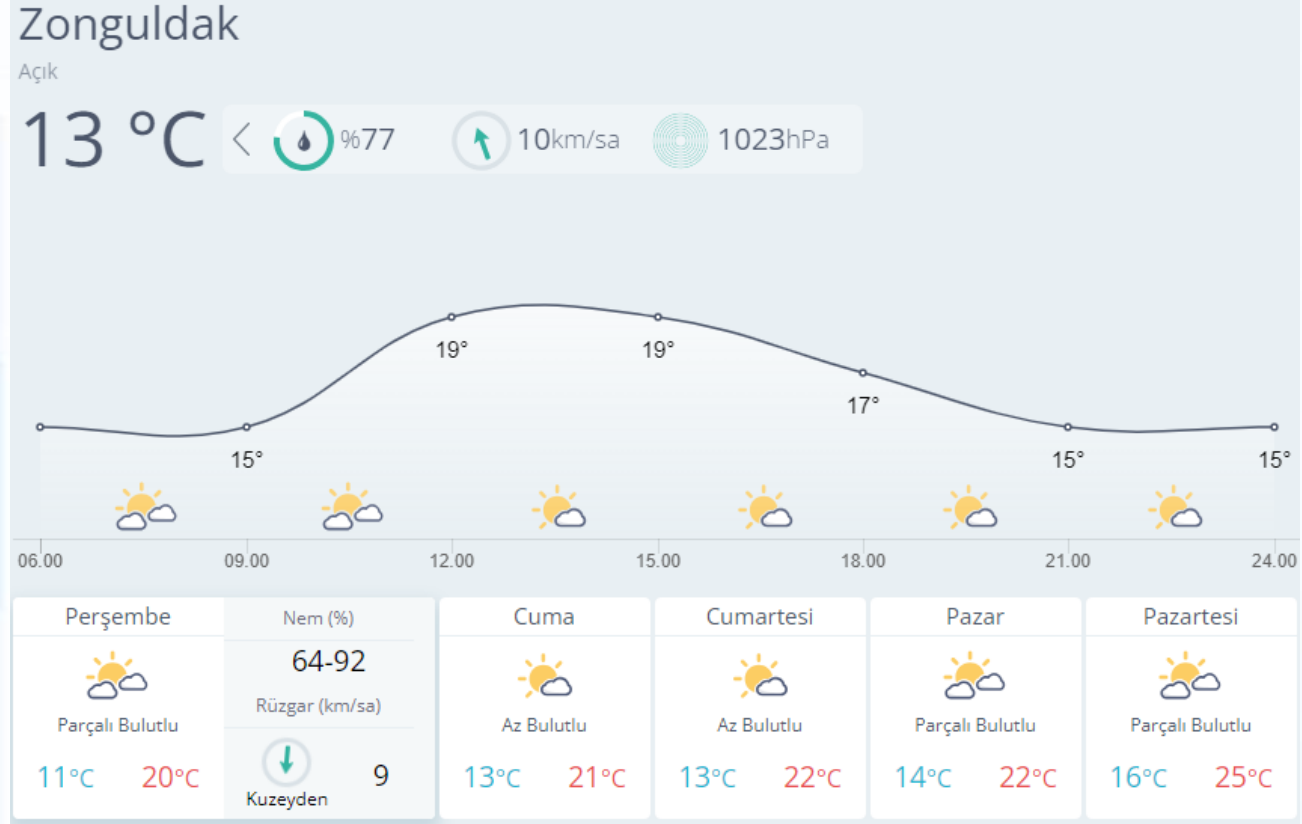 Zonguldak
Açık
13 °C
%77
10km/sa
1023hPa
19°
19°
17°
15°
15°
15°
06.00
09.00
12.00
15.00
18.00
21.00
24.00
Perşembe
Parçalı Bulutlu
11°C
20°C
Nem (%)
64-92
Rüzgar (km/sa)
9
Kuzeyden
Cuma
Az Bulutlu
13°C
21°C
Cumartesi
Az Bulutlu
13°C
22°C
Pazar
Parçalı Bulutlu
14°C
22°C
Pazartesi
Parçalı Bulutlu
16°C
25°C